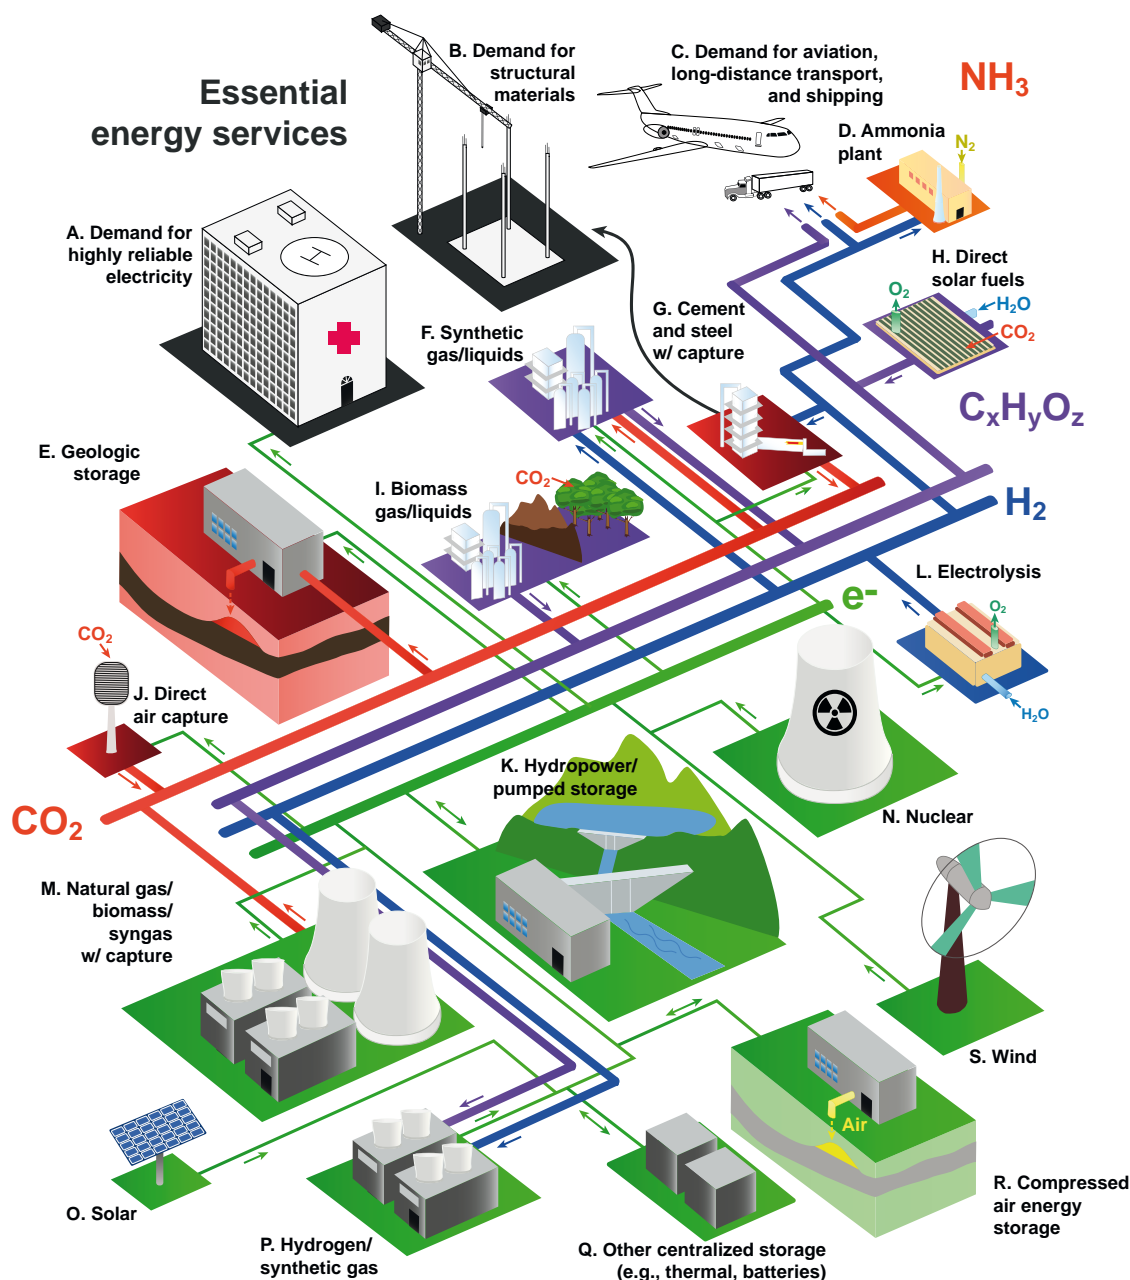 Essential
energy services
B. Demand for
structural
materials
C. Demand for aviation,
long-distance transport,
and shipping
NH₃
D. Ammonia
plant
N₂
A. Demand for
highly reliable
electricity
H
H. Direct
solar fuels
O₂
H₂O
CO₂
F. Synthetic
gas/liquids
G. Cement
and steel
w/ capture
CₓHᵧO_z
E. Geologic
storage
I. Biomass
gas/liquids
CO₂
H₂
L. Electrolysis
e-
O₂
H₂O
CO₂
J. Direct
air capture
K. Hydropower/
pumped storage
N. Nuclear
CO₂
M. Natural gas/
biomass/
syngas
w/ capture
S. Wind
Air
O. Solar
R. Compressed
air energy
storage
P. Hydrogen/
synthetic gas
Q. Other centralized storage
(e.g., thermal, batteries)